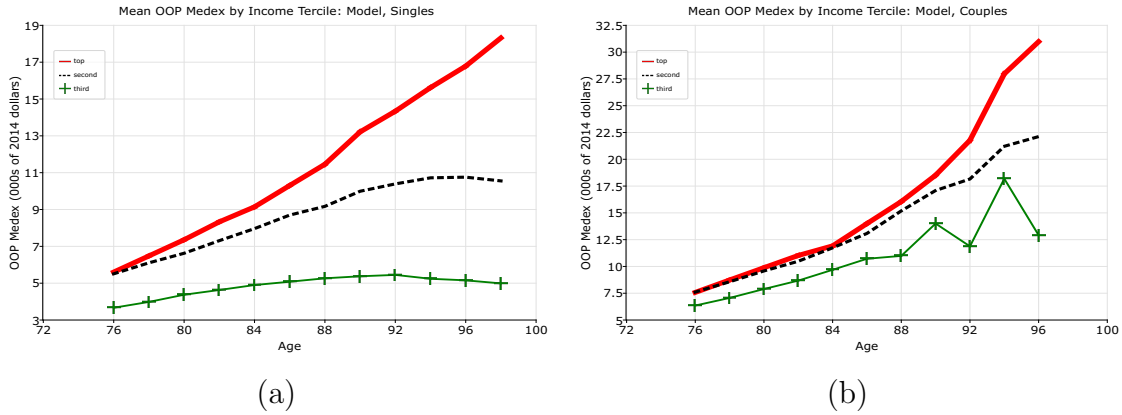 Mean OOP Medex by Income Tercile: Model, Singles
OOP Medex (000s of 2014 dollars)
19
17
15
13
11
9
7
5
3
top
second
third
72 76 80 84 88 92 96 100
Age
(a)
Mean OOP Medex by Income Tercile: Model, Couples
OOP Medex (000s of 2014 dollars)
32.5
30
27.5
25
22.5
20
17.5
15
12.5
10
7.5
5
top
second
third
72 76 80 84 88 92 96 100
Age
(b)